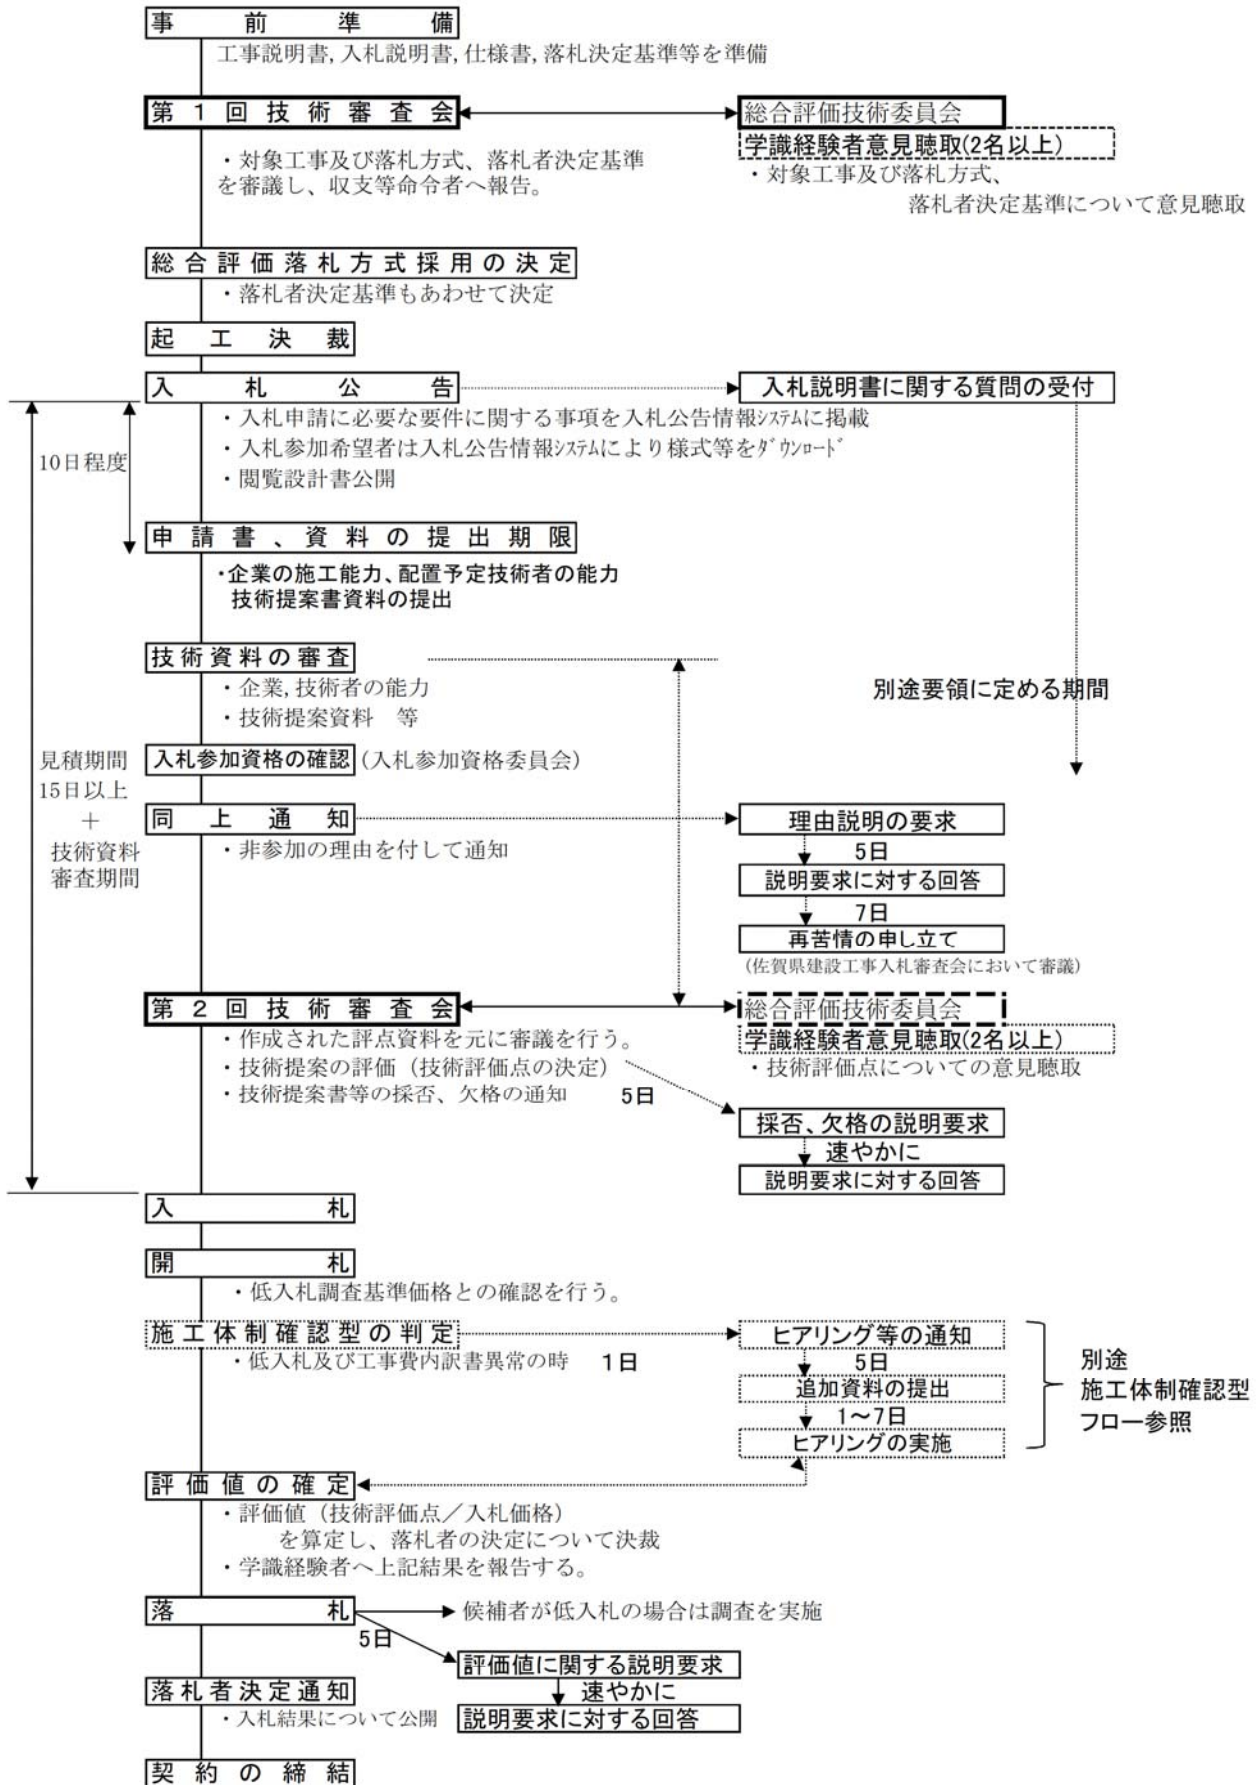 事前準備
工事説明書,入札説明書,仕様書,落札決定基準等を準備
第1回技術審査会
総合評価技術委員会
学識経験者意見聴取(2名以上)
・対象工事及び落札方式、落札者決定基準
を審議し、収支等命令者へ報告。
・対象工事及び落札方式、
落札者決定基準について意見聴取
総合評価落札方式採用の決定
・落札者決定基準もあわせて決定
起工決裁
入札公告
入札説明書に関する質問の受付
・入札申請に必要な要件に関する事項を入札公告情報ｼｽﾃﾑに掲載
・入札参加希望者は入札公告情報ｼｽﾃﾑにより様式等をﾀﾞｳﾝﾛｰﾄﾞ
・閲覧設計書公開
10日程度
申請書、資料の提出期限
・企業の施工能力、配置予定技術者の能力
技術提案書資料の提出
技術資料の審査
・企業,技術者の能力
・技術提案資料 等
別途要領に定める期間
入札参加資格の確認
(入札参加資格委員会)
見積期間
15日以上
＋
技術資料
審査期間
同上通知
・非参加の理由を付して通知
理由説明の要求
5日
説明要求に対する回答
7日
再苦情の申し立て
(佐賀県建設工事入札審査会において審議)
第2回技術審査会
総合評価技術委員会
学識経験者意見聴取(2名以上)
・作成された評点資料を元に審議を行う。
・技術提案の評価（技術評価点の決定）
・技術提案書等の採否、欠格の通知
5日
・技術評価点についての意見聴取
採否、欠格の説明要求
速やかに
説明要求に対する回答
入札
開札
・低入札調査基準価格との確認を行う。
施工体制確認型の判定
・低入札及び工事費内訳書異常の時
1日
ヒアリング等の通知
5日
追加資料の提出
1～7日
ヒアリングの実施
別途
施工体制確認型
フロー参照
評価値の確定
・評価値（技術評価点／入札価格）
を算定し、落札者の決定について決裁
・学識経験者へ上記結果を報告する。
落札
候補者が低入札の場合は調査を実施
5日
評価値に関する説明要求
速やかに
説明要求に対する回答
落札者決定通知
・入札結果について公開
契約の締結